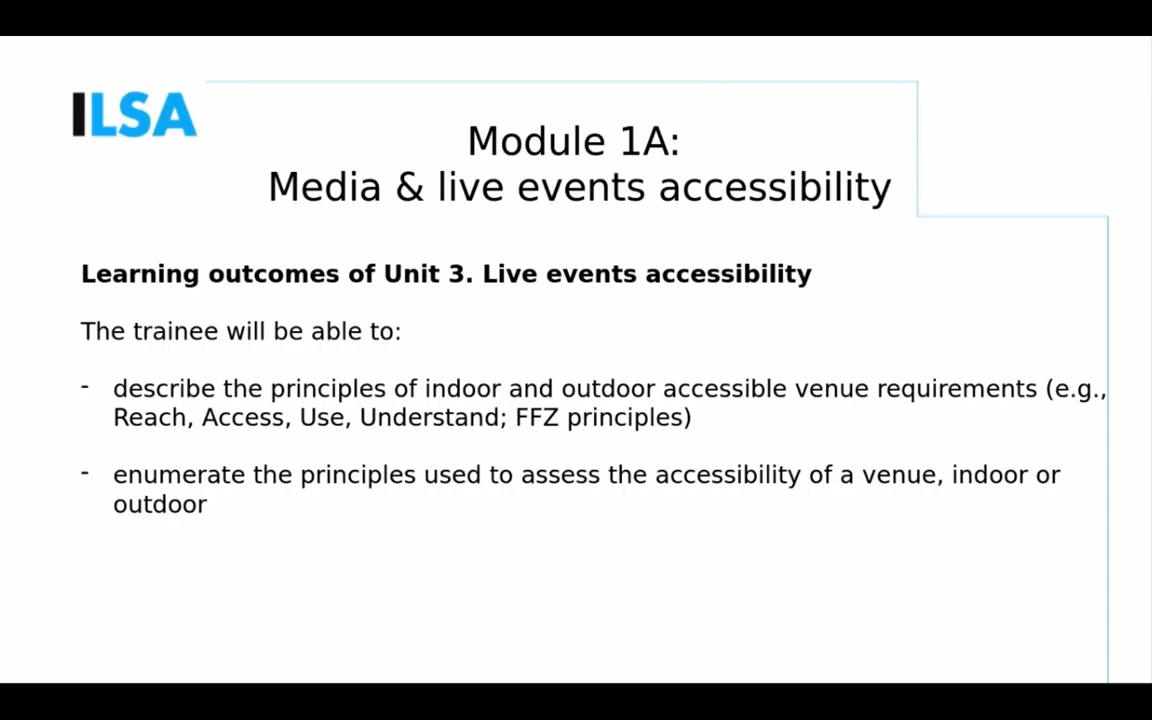 ILSA
Module 1A:
Media & live events accessibility
Learning outcomes of Unit 3. Live events accessibility
The trainee will be able to:
- describe the principles of indoor and outdoor accessible venue requirements (e.g.,
Reach, Access, Use, Understand; FFZ principles)
- enumerate the principles used to assess the accessibility of a venue, indoor or
outdoor